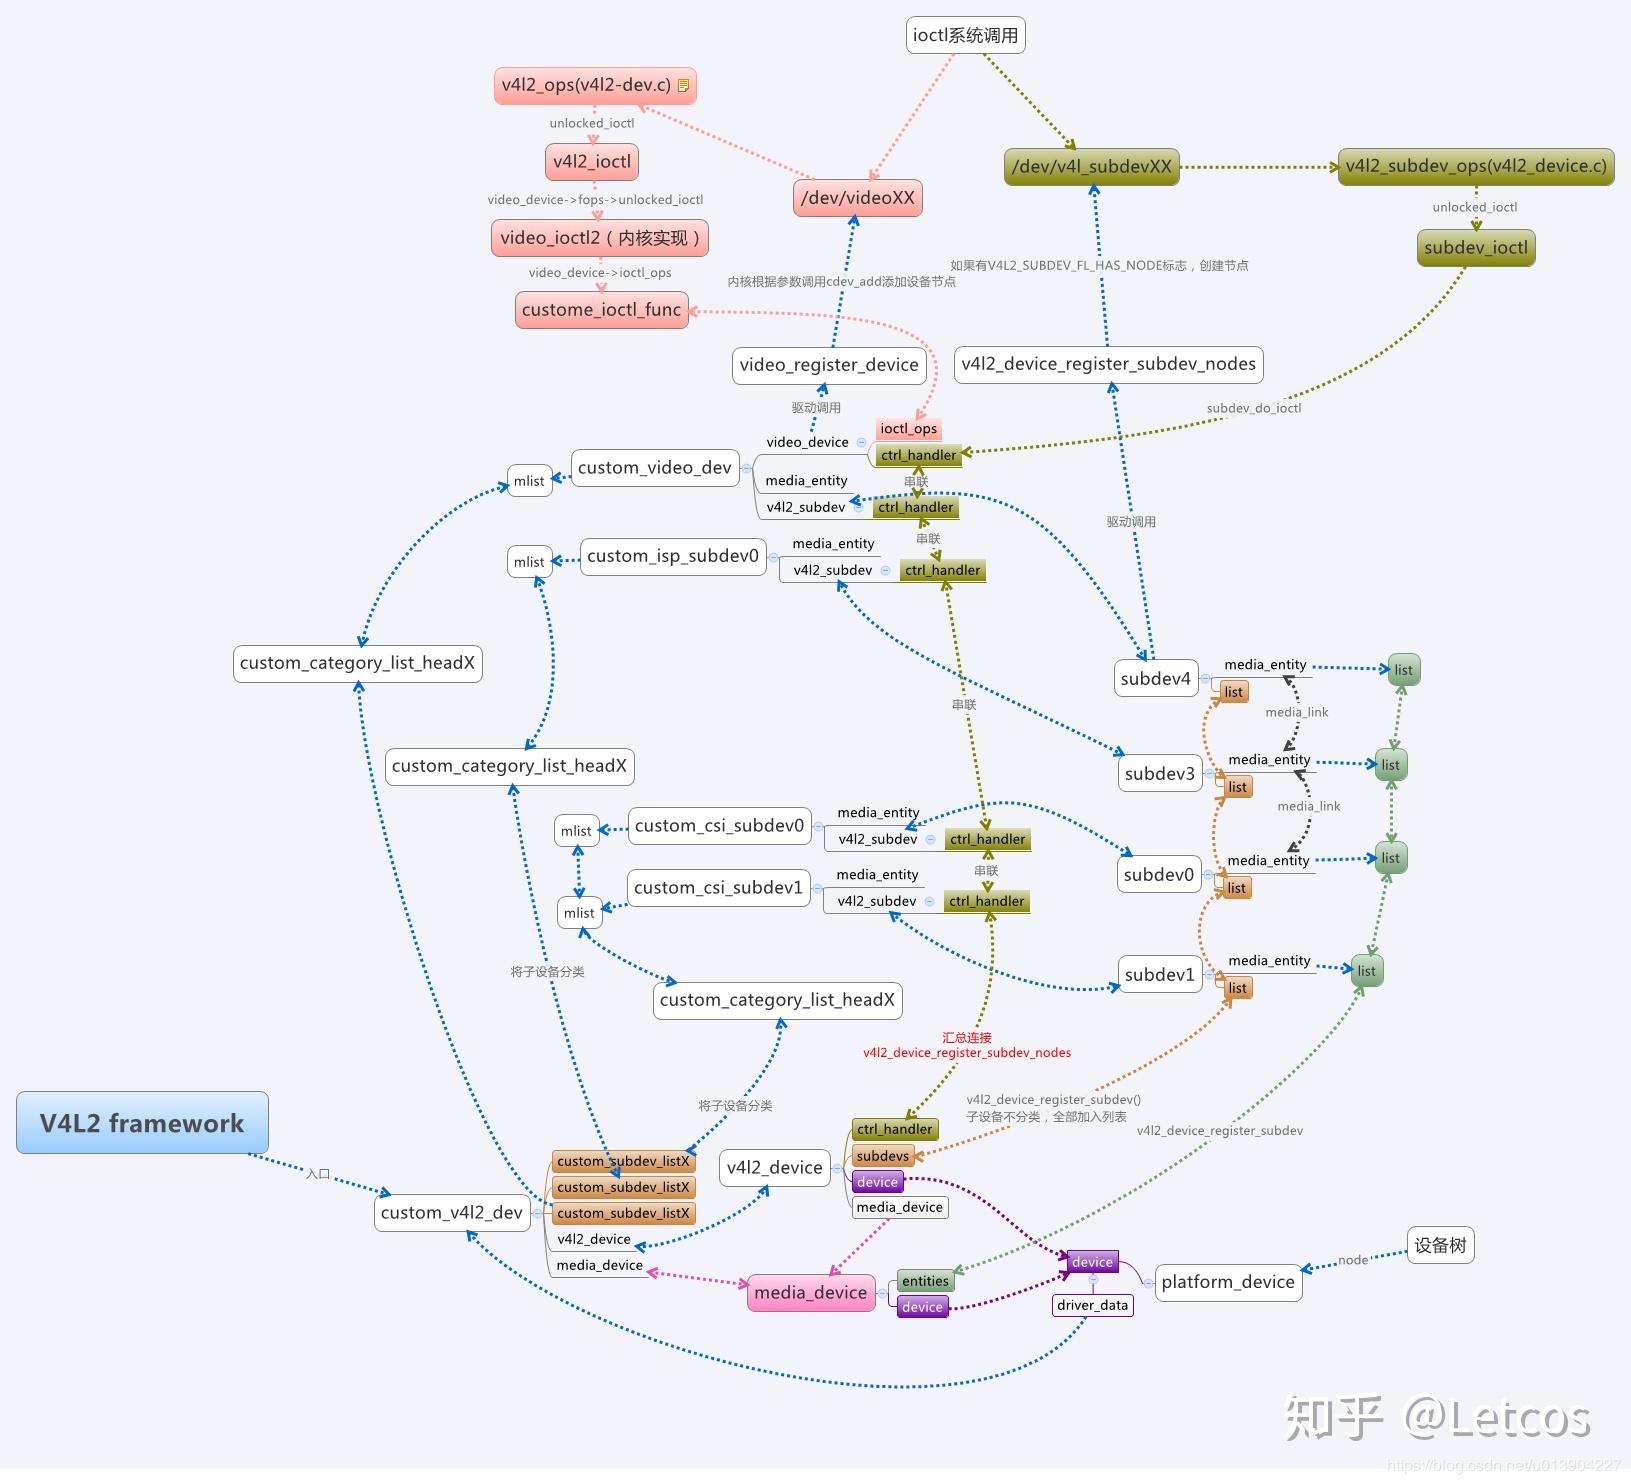 ioctl系统调用
v4l2_ops(v4l2-dev.c)
unlocked_ioctl
v4l2_ioctl
video_device->fops->unlocked_ioctl
video_ioctl2（内核实现）
video_device->ioctl_ops
custome_ioctl_func
/dev/videoXX
/dev/v4l_subdevXX
v4l2_subdev_ops(v4l2_device.c)
unlocked_ioctl
subdev_ioctl
如果有V4L2_SUBDEV_FL_HAS_NODE标志，创建节点
内核根据参数调用cdev_add添加设备节点
video_register_device
v4l2_device_register_subdev_nodes
驱动调用
subdev_do_ioctl
ioctl_ops
video_device
ctrl_handler
custom_video_dev
mlist
串联
media_entity
v4l2_subdev
ctrl_handler
驱动调用
串联
mlist
custom_isp_subdev0
media_entity
v4l2_subdev
ctrl_handler
custom_category_list_headX
串联
subdev4
media_entity
list
list
media_link
custom_category_list_headX
subdev3
media_entity
list
list
media_link
mlist
custom_csi_subdev0
media_entity
v4l2_subdev
ctrl_handler
串联
subdev0
media_entity
list
list
mlist
custom_csi_subdev1
media_entity
v4l2_subdev
ctrl_handler
将子设备分类
subdev1
media_entity
list
list
custom_category_list_headX
汇总连接
v4l2_device_register_subdev_nodes
将子设备分类
v4l2_device_register_subdev()
子设备不分类，全部加入列表
v4l2_device_register_subdev
V4L2 framework
入口
custom_v4l2_dev
custom_subdev_listX
custom_subdev_listX
custom_subdev_listX
v4l2_device
media_device
v4l2_device
ctrl_handler
subdevs
device
media_device
media_device
entities
device
device
driver_data
platform_device
node
设备树
知乎 @Letcos
https://blog.csdn.net/u013904227